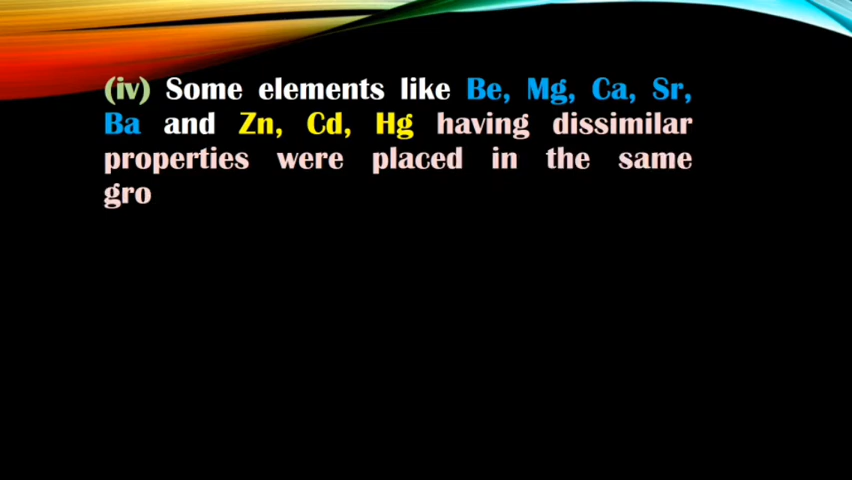 (iv) Some elements like Be, Mg, Ca, Sr,
Ba and Zn, Cd, Hg having dissimilar
properties were placed in the same
gro